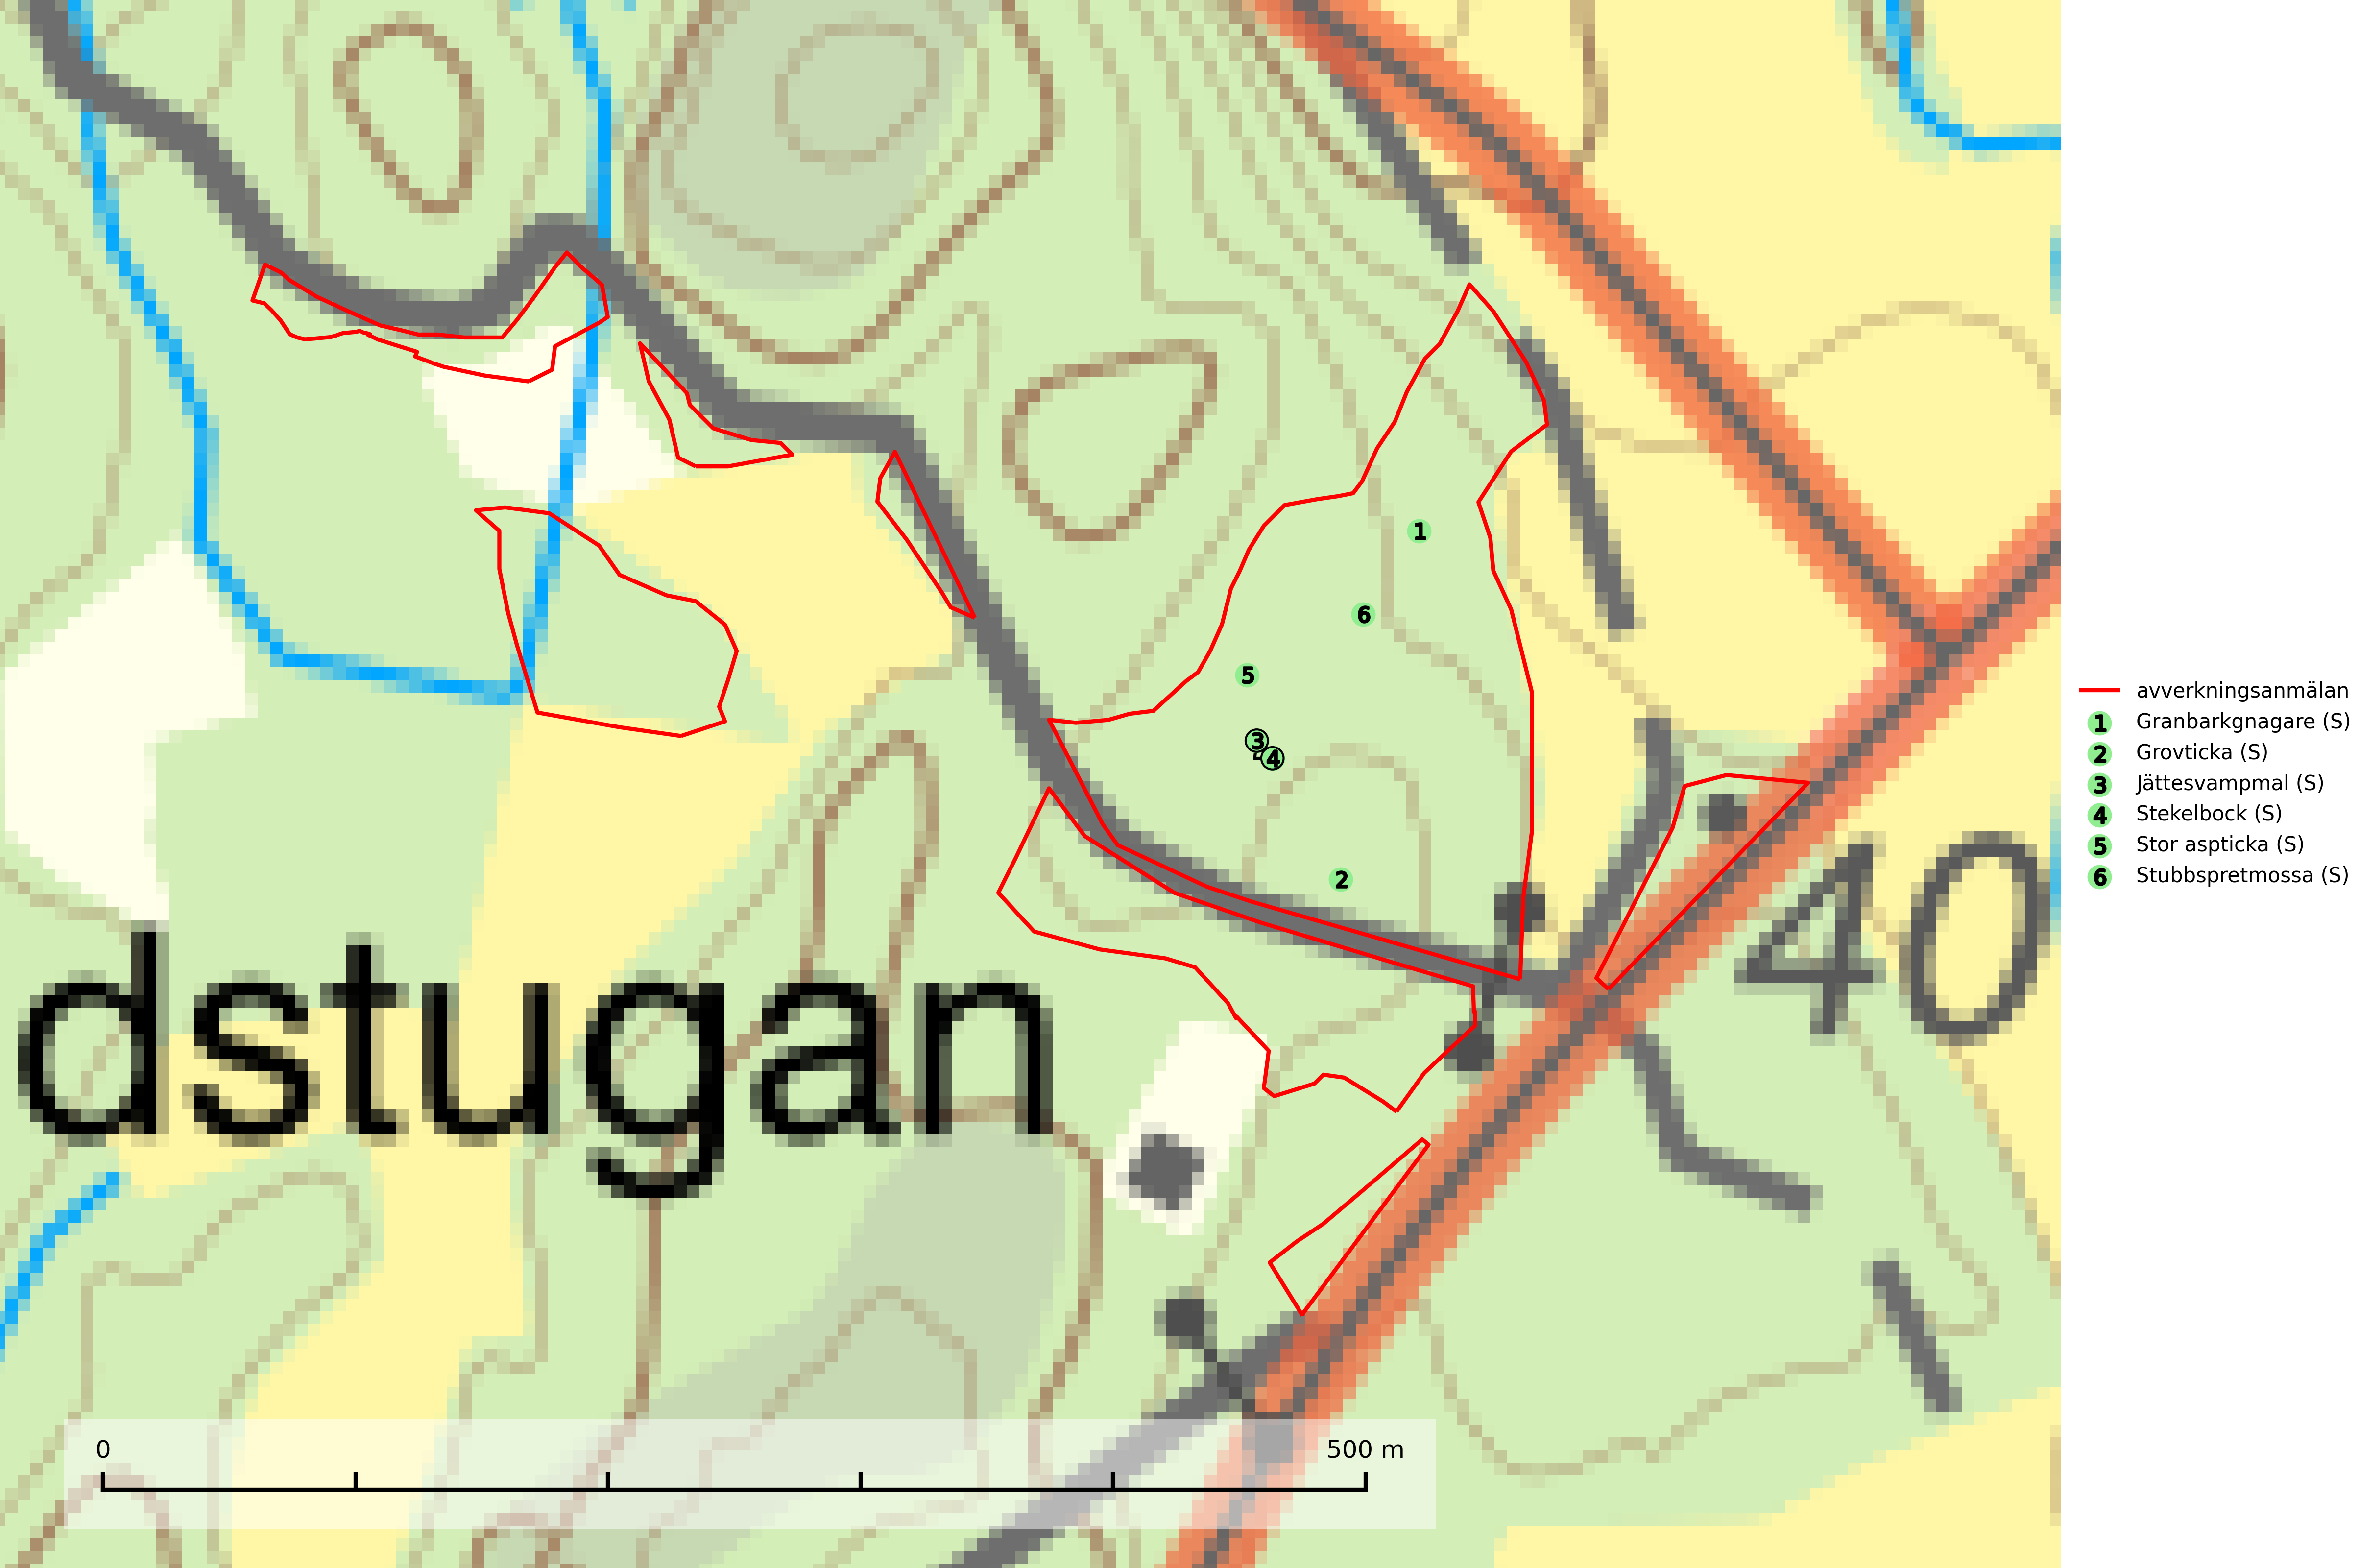 1
6
5
3
4
2
40
dstugan
0 500 m
avverkningsanmälan
1 Granbarkgnagare (S)
2 Grovticka (S)
3 Jättesvampmal (S)
4 Stekelbock (S)
5 Stor aspticka (S)
6 Stubbspretmossa (S)